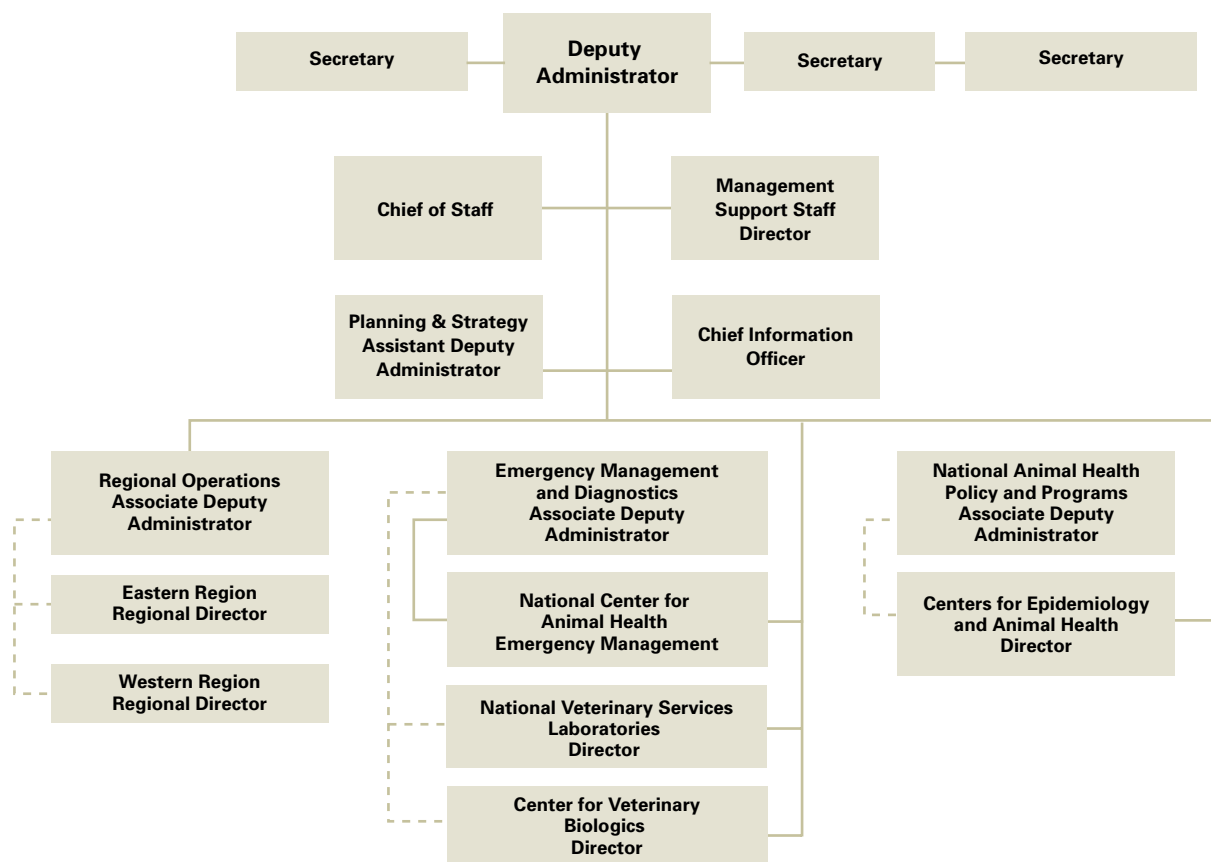 Secretary
Deputy
Administrator
Secretary
Secretary
Chief of Staff
Management
Support Staff
Director
Planning & Strategy
Assistant Deputy
Administrator
Chief Information
Officer
Regional Operations
Associate Deputy
Administrator
Eastern Region
Regional Director
Western Region
Regional Director
Emergency Management
and Diagnostics
Associate Deputy
Administrator
National Center for
Animal Health
Emergency Management
National Veterinary Services
Laboratories
Director
Center for Veterinary
Biologics
Director
National Animal Health
Policy and Programs
Associate Deputy
Administrator
Centers for Epidemiology
and Animal Health
Director